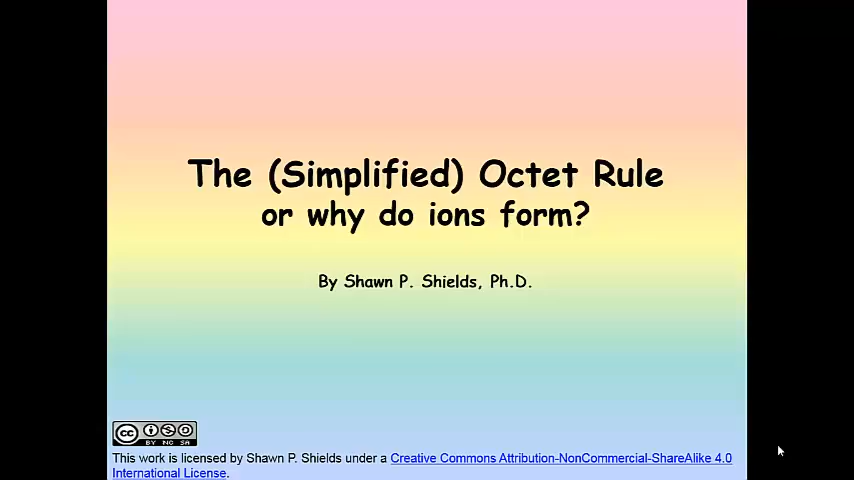 The (Simplified) Octet Rule
or why do ions form?
By Shawn P. Shields, Ph.D.
cc
BY NC SA
This work is licensed by Shawn P. Shields under a Creative Commons Attribution-NonCommercial-ShareAlike 4.0
International License.